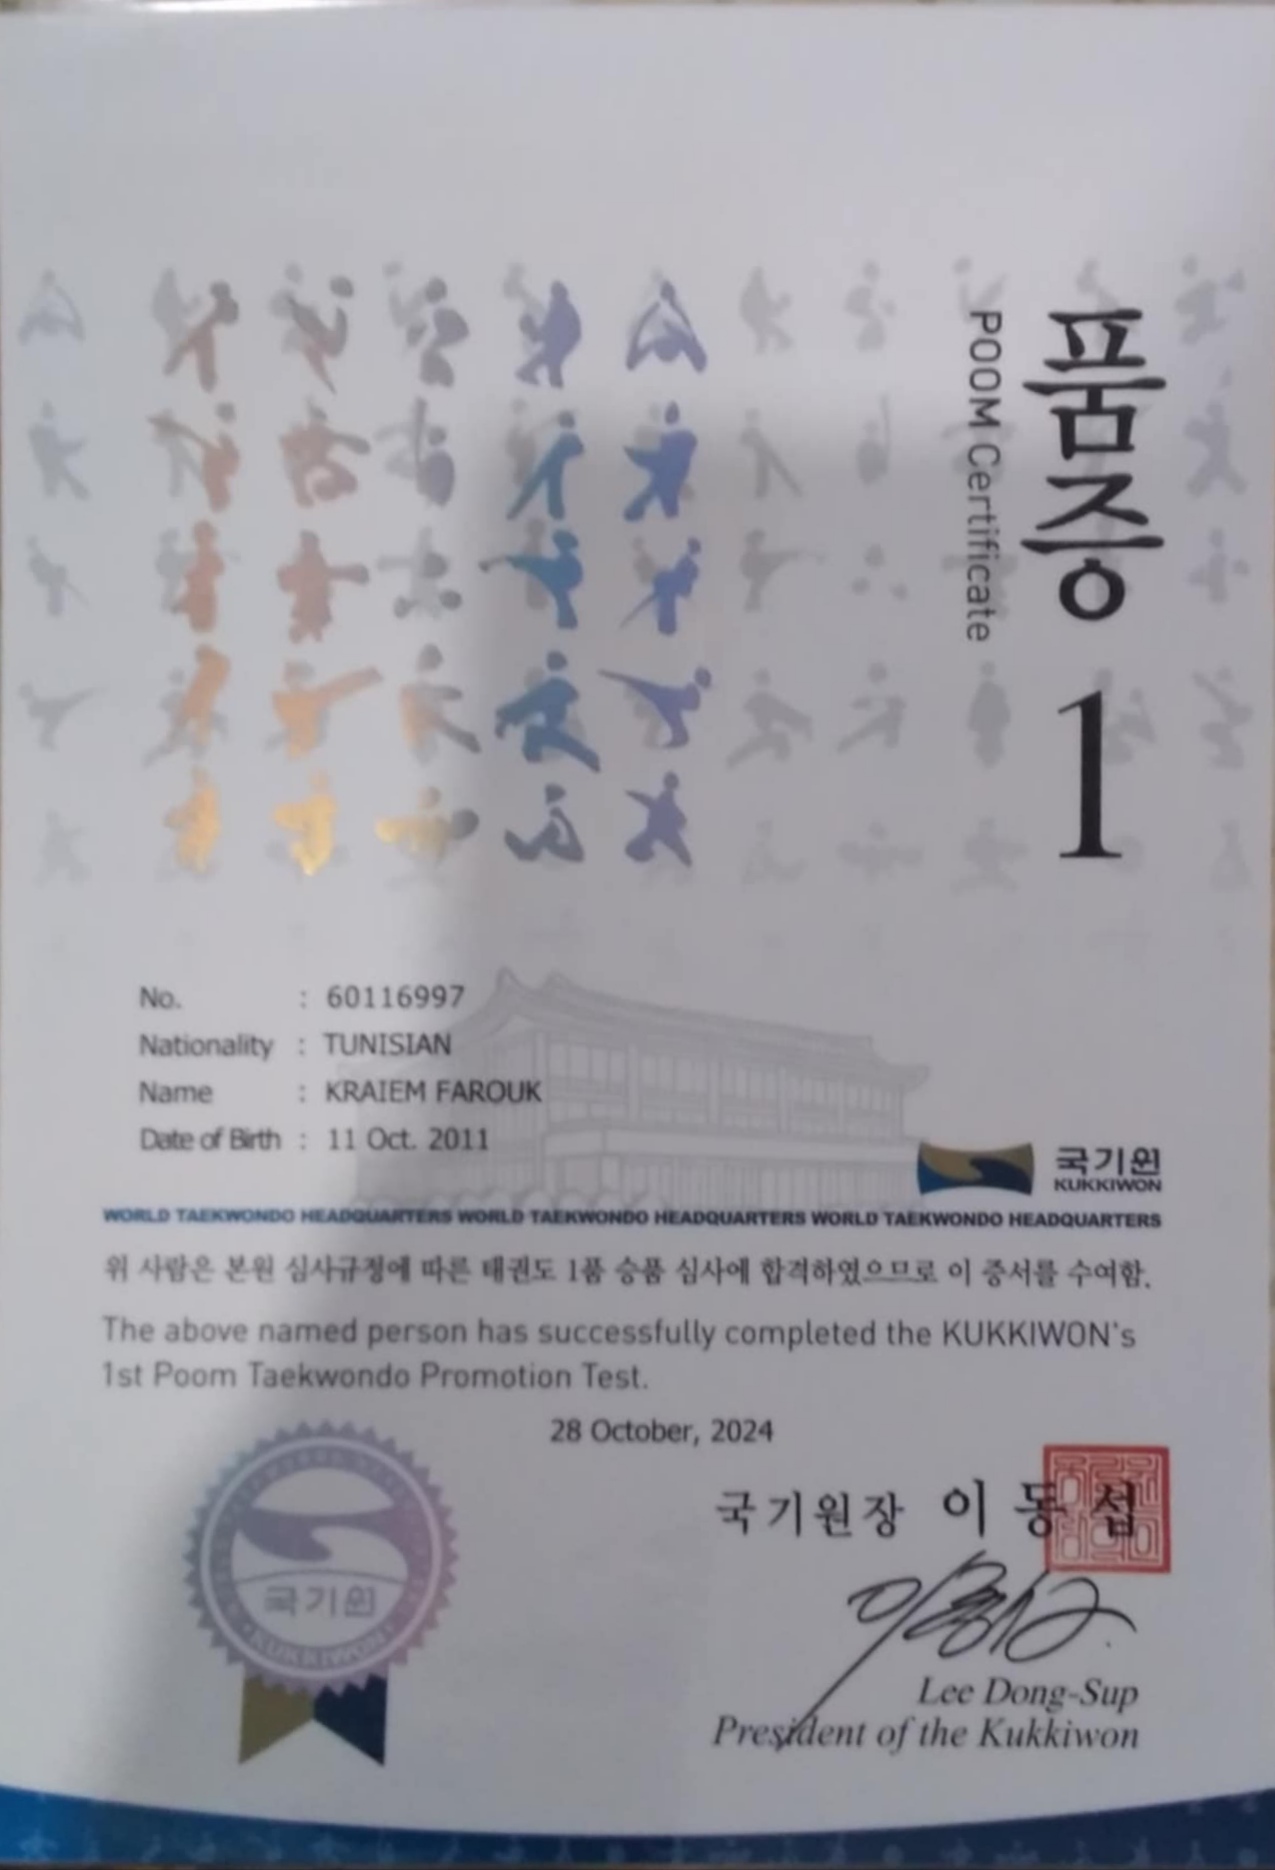 품증 1
POOM Certificate
No. : 60116997
Nationality : TUNISIAN
Name : KRAIEM FAROUK
Date of Birth : 11 Oct. 2011
국기원
KUKKIWON
WORLD TAEKWONDO HEADQUARTERS WORLD TAEKWONDO HEADQUARTERS WORLD TAEKWONDO HEADQUARTERS
위 사람은 본원 심사규정에 따른 태권도 1품 승품 심사에 합격하였으므로 이 증서를 수여함.
The above named person has successfully completed the KUKKIWON's
1st Poom Taekwondo Promotion Test.
28 October, 2024
국기원장 이동섭
국기원
KUKKIWON
Lee Dong-Sup
President of the Kukkiwon